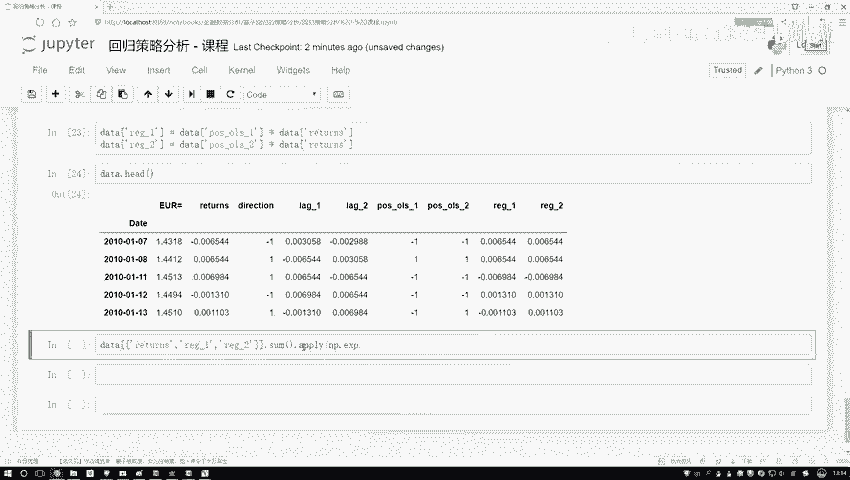 jupyter 回归策略分析 - 课程 Last Checkpoint: 2 minutes ago (unsaved changes)
Start
File Edit View Insert Cell Kernel Widgets Help
Trusted Python 3
Code
In [23]: data['reg_1'] = data['pos_ols_1'] * data['returns']
data['reg_2'] = data['pos_ols_2'] * data['returns']
In [24]: data.head()
Out[24]:
EUR= returns direction lag_1 lag_2 pos_ols_1 pos_ols_2 reg_1 reg_2
Date
2010-01-07 1.4318 -0.006544 -1 0.003058 -0.002988 -1 -1 0.006544 0.006544
2010-01-08 1.4412 0.006544 1 -0.006544 0.003058 1 1 0.006544 0.006544
2010-01-11 1.4513 0.006984 1 0.006544 -0.006544 -1 -1 -0.006984 -0.006984
2010-01-12 1.4494 -0.001310 -1 0.006984 0.006544 -1 -1 0.001310 0.001310
2010-01-13 1.4510 0.001103 1 -0.001310 0.006984 -1 1 -0.001103 0.001103
In [ ]: data[['returns','reg_1','reg_2']].sum().apply(np.exp
In [ ]:
In [ ]: